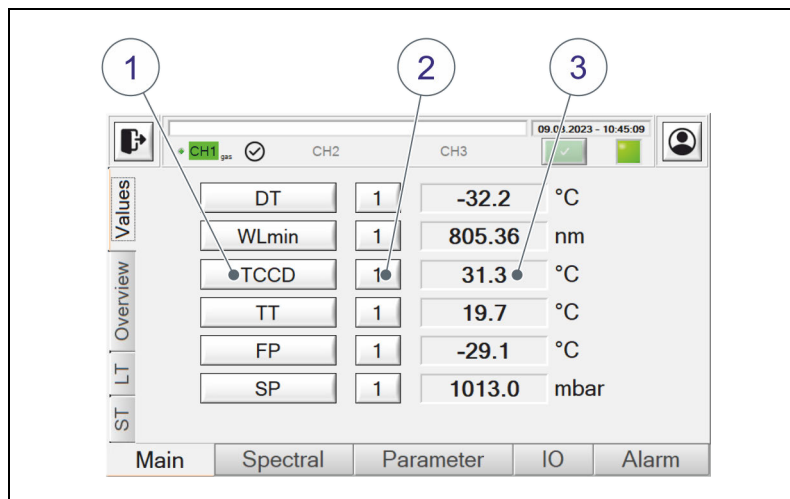 1
2
3
09.03.2023 - 10:45:09
CH1 gas
CH2
CH3
Values
Overview
LT
ST
DT 1 -32.2 °C
WLmin 1 805.36 nm
TCCD 1 31.3 °C
TT 1 19.7 °C
FP 1 -29.1 °C
SP 1 1013.0 mbar
Main Spectral Parameter IO Alarm